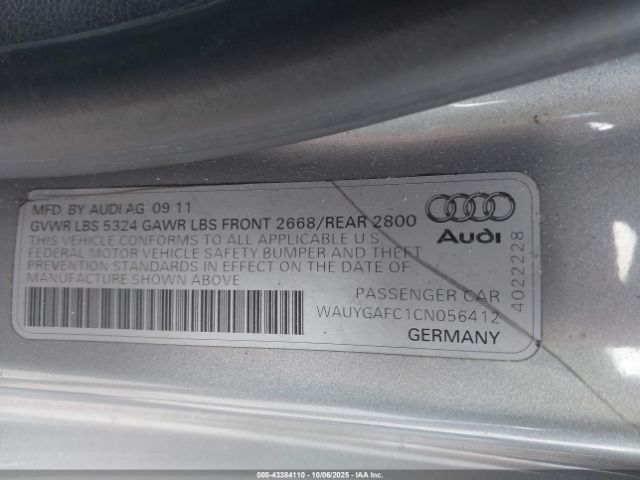 MFD. BY AUDI AG 09 11
GVWR LBS 5324 GAWR LBS FRONT 2668/REAR 2800
THIS VEHICLE CONFORMS TO ALL APPLICABLE U S
FEDERAL MOTOR VEHICLE SAFETY BUMPER AND THEFT
PREVENTION STANDARDS IN EFFECT ON THE DATE OF
MANUFACTURE SHOWN ABOVE
Audi
4022228
PASSENGER CAR
WAUYGAFC1CN056412
GERMANY
000-43384110 | 10/06/2025 - IAA Inc.